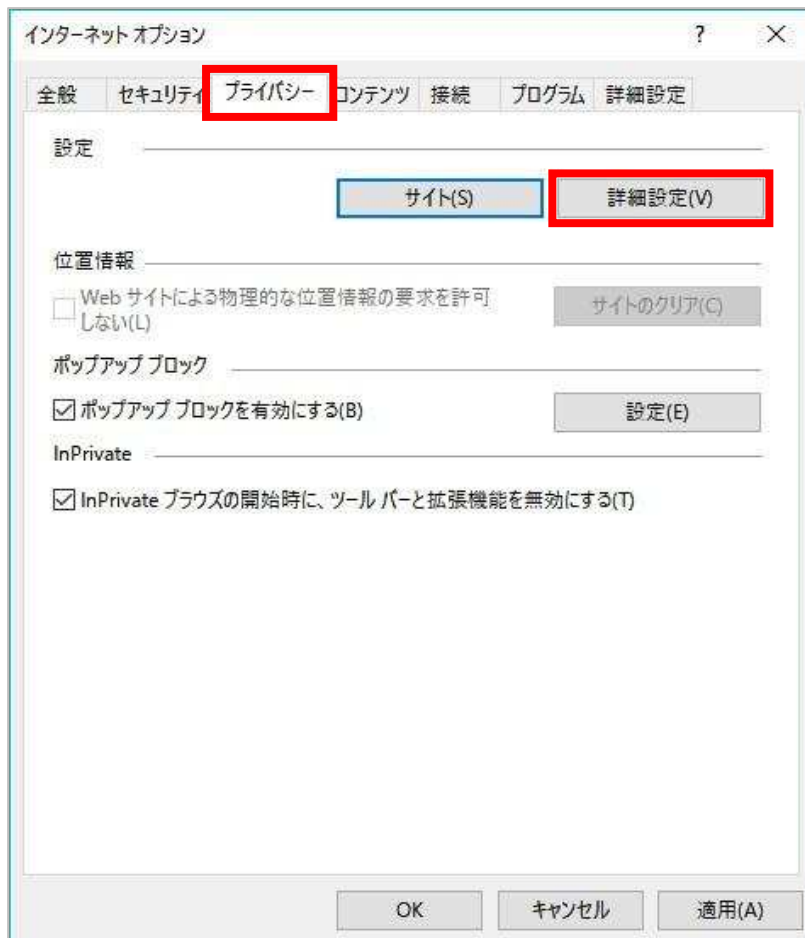 インターネット オプション ? ×
全般 セキュリティ プライバシー コンテンツ 接続 プログラム 詳細設定
設定
サイト(S) 詳細設定(V)
位置情報
Web サイトによる物理的な位置情報の要求を許可
しない(L)
サイトのクリア(C)
ポップアップ ブロック
ポップアップ ブロックを有効にする(B) 設定(E)
InPrivate
InPrivate ブラウズの開始時に、ツール バーと拡張機能を無効にする(T)
OK キャンセル 適用(A)